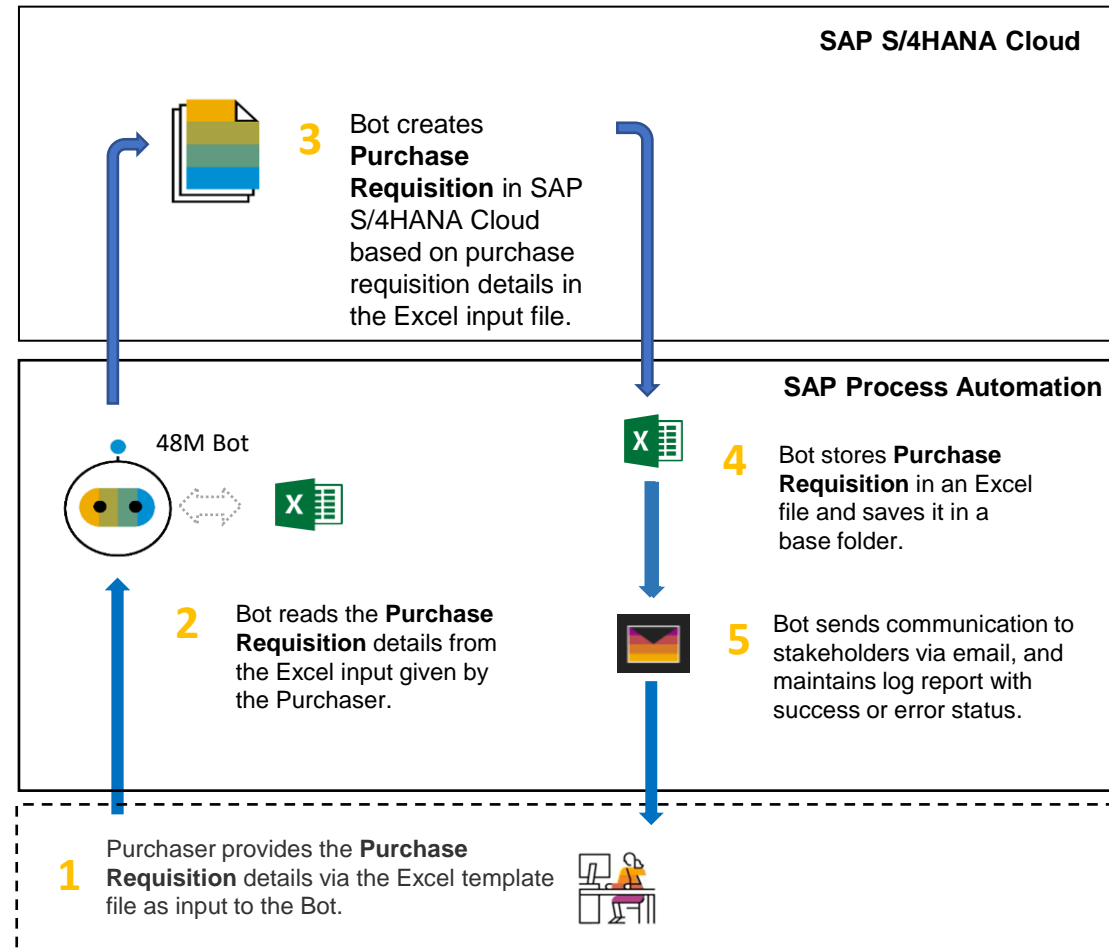 SAP S/4HANA Cloud
3
Bot creates
Purchase
Requisition in SAP
S/4HANA Cloud
based on purchase
requisition details in
the Excel input file.
SAP Process Automation
48M Bot
X
X
4
Bot stores Purchase
Requisition in an Excel
file and saves it in a
base folder.
2
Bot reads the Purchase
Requisition details from
the Excel input given by
the Purchaser.
5
Bot sends communication to
stakeholders via email, and
maintains log report with
success or error status.
1
Purchaser provides the Purchase
Requisition details via the Excel template
file as input to the Bot.